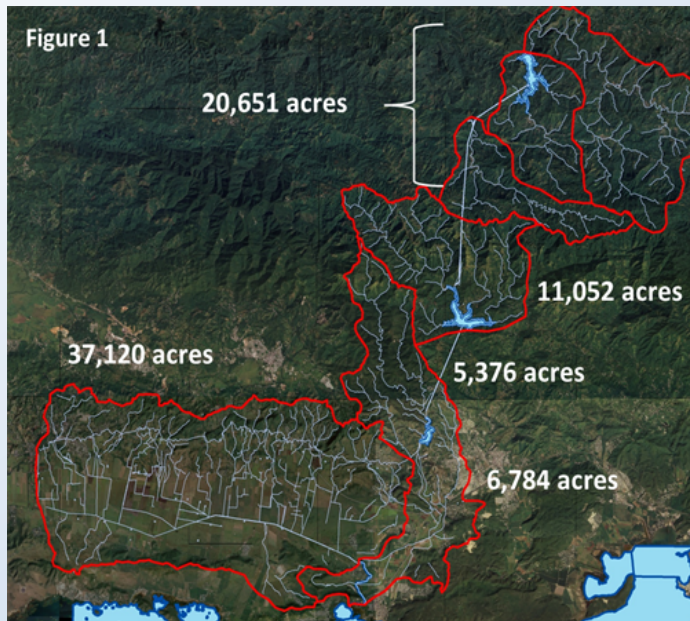 Figure 1
20,651 acres
11,052 acres
37,120 acres
5,376 acres
6,784 acres